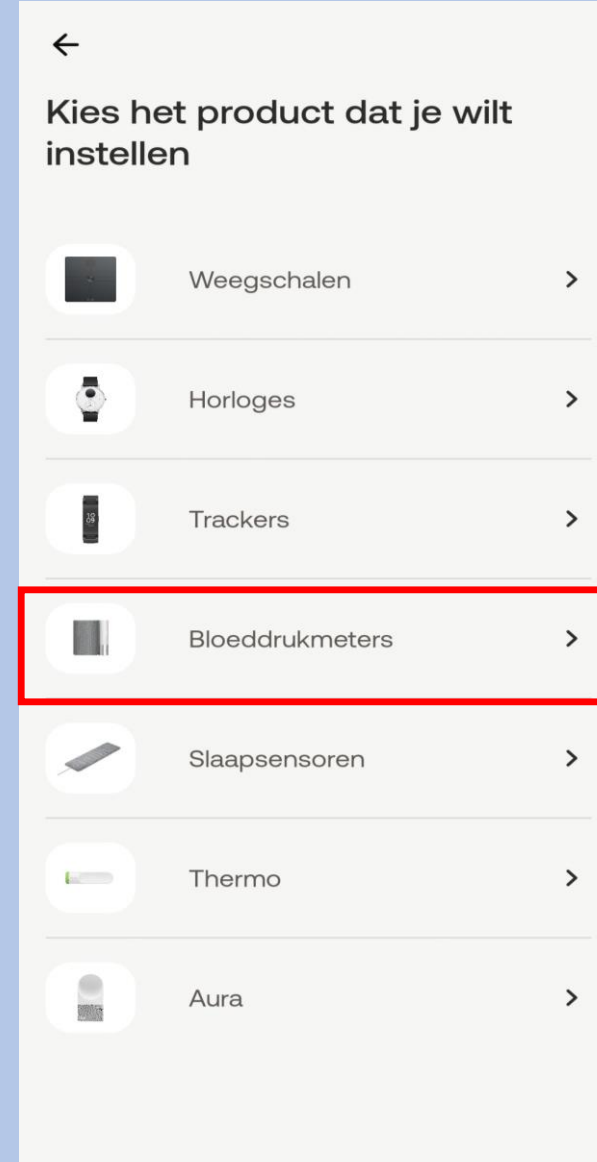 Kies het product dat je wilt
instellen
Weegschalen
Horloges
Trackers
Bloeddrukmeters
Slaapsensoren
Thermo
Aura